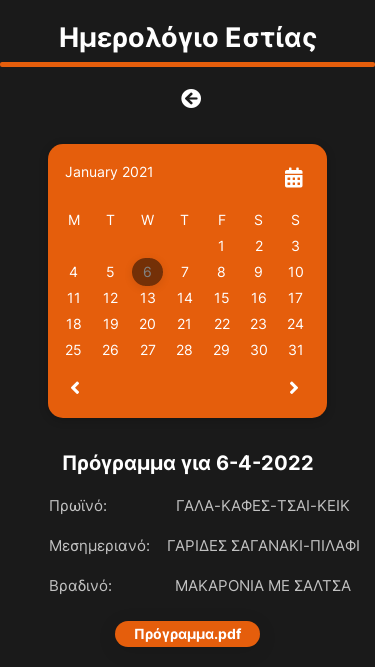 Ημερολόγιο Εστίας
January 2021
M T W T F S S
1 2 3
4 5 6 7 8 9 10
11 12 13 14 15 16 17
18 19 20 21 22 23 24
25 26 27 28 29 30 31
Πρόγραμμα για 6-4-2022
Πρωϊνό: ΓΑΛΑ-ΚΑΦΕΣ-ΤΣΑΙ-ΚΕΙΚ
Μεσημεριανό: ΓΑΡΙΔΕΣ ΣΑΓΑΝΑΚΙ-ΠΙΛΑΦΙ
Βραδινό: ΜΑΚΑΡΟΝΙΑ ΜΕ ΣΑΛΤΣΑ
Πρόγραμμα.pdf